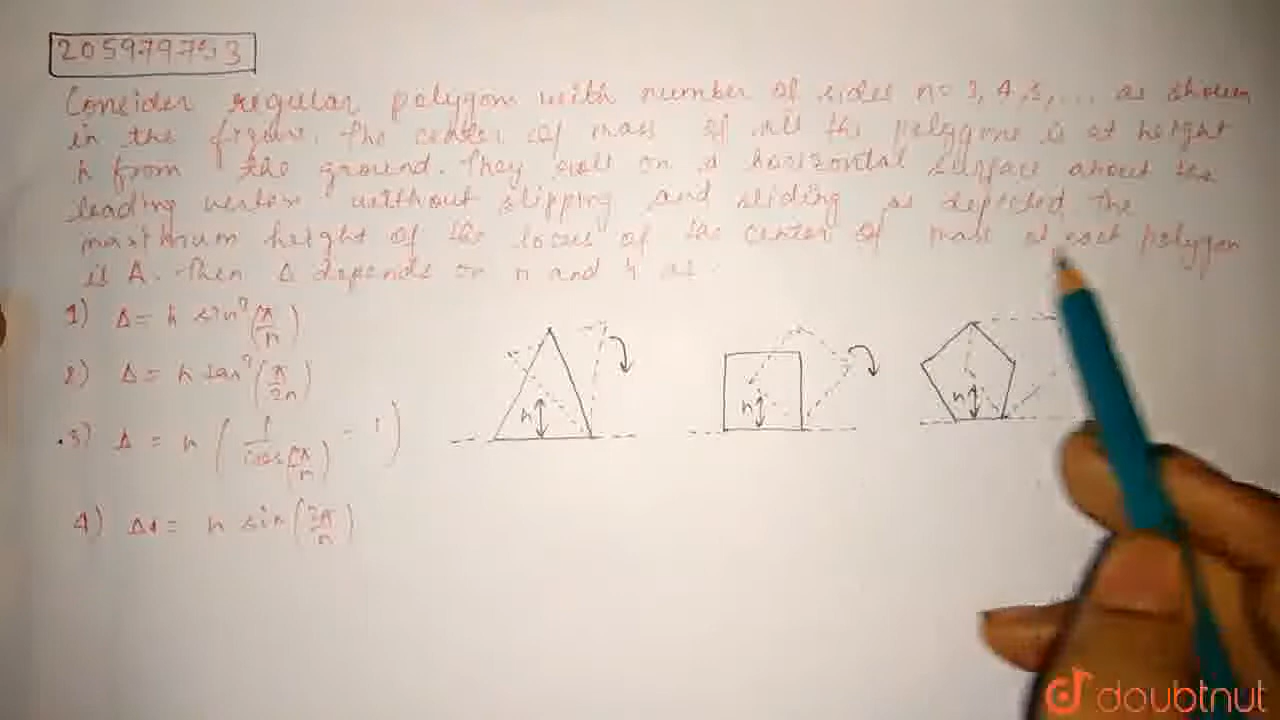 205979753
Consider regular polygon with number of sides n = 3, 4, 5, ... as shown
in the figure. The center of mass of all the polygons is at height
h from the ground. They roll on a horizontal surface about the
leading vertex without slipping and sliding as depicted. The
maximum height of the locus of the center of mass of each polygon
is Δ. Then Δ depends on n and h as
1) Δ = h sin² (π/n)
2) Δ = h tan² (π/2n)
3) Δ = h (1/cos(π/n) - 1)
4) Δ = h sin (2π/n)
h
h
h
doubtnut